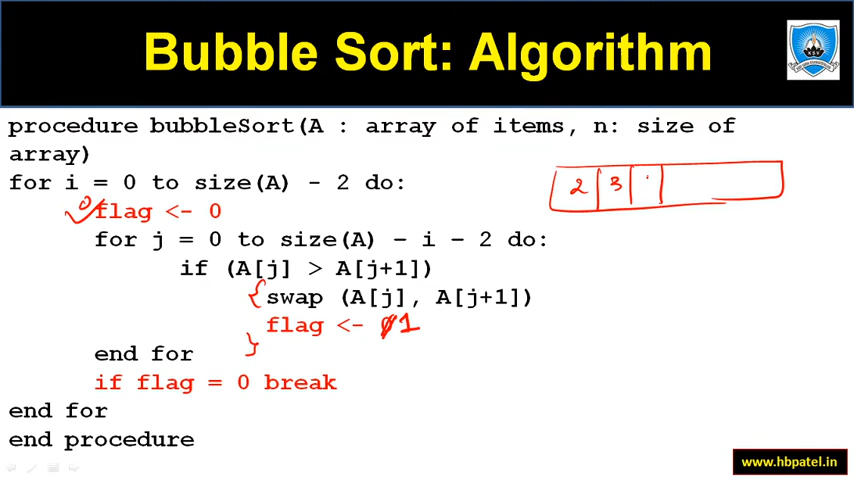 Bubble Sort: Algorithm
procedure bubbleSort(A : array of items, n: size of
array)
for i = 0 to size(A) - 2 do:
2 3
flag <- 0
for j = 0 to size(A) – i – 2 do:
if (A[j] > A[j+1])
{ swap (A[j], A[j+1])
flag <- 0 1
}
end for
if flag = 0 break
end for
end procedure
www.hbpatel.in